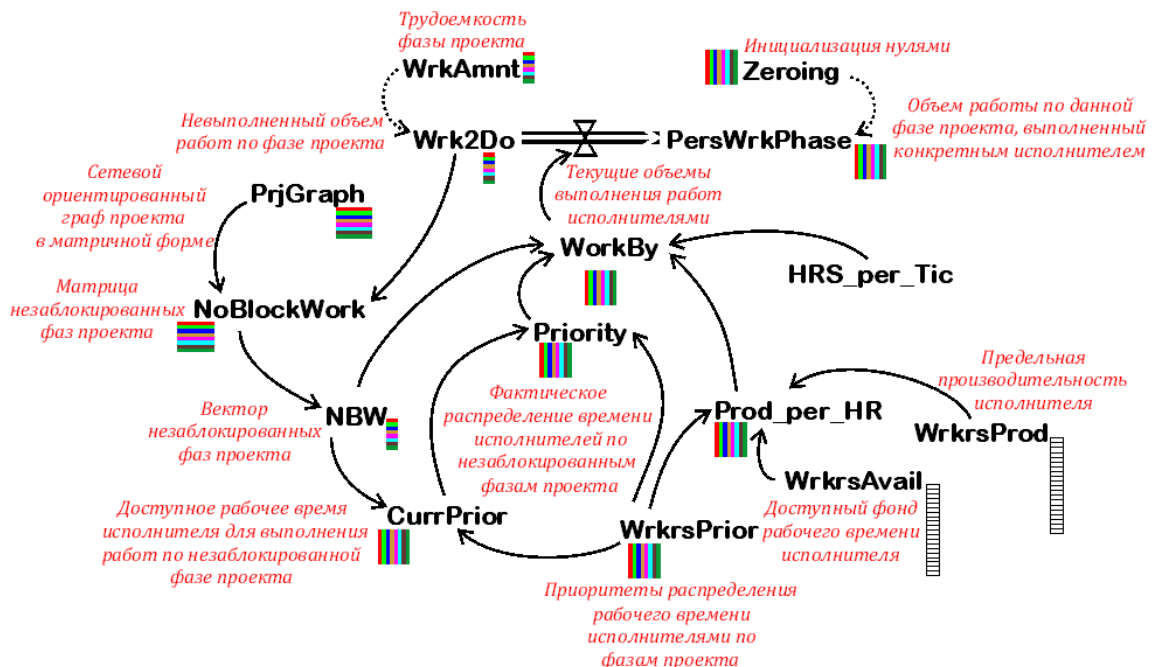 Трудоемкость
фазы проекта
WrkAmnt
Инициализация нулями
Zeroing
Невыполненный объем
работ по фазе проекта
Wrk2Do
PersWrkPhase
Объем работы по данной
фазе проекта, выполненный
конкретным исполнителем
Сетевой
ориентированный
граф проекта
в матричной форме
PrjGraph
Текущие объемы
выполнения работ
исполнителями
WorkBy
HRS_per_Tic
Матрица
незаблокированных
фаз проекта
NoBlockWork
Priority
Фактическое
распределение времени
исполнителей по
незаблокированным
фазам проекта
Предельная
производительность
исполнителя
WrkrsProd
Prod_per_HR
Вектор
незаблокированных
фаз проекта
NBW
WrkrsAvail
Доступный фонд
рабочего времени
исполнителя
Доступное рабочее время
исполнителя для выполнения
работ по незаблокированной
фазе проекта
CurrPrior
WrkrsPrior
Приоритеты распределения
рабочего времени
исполнителями по
фазам проекта